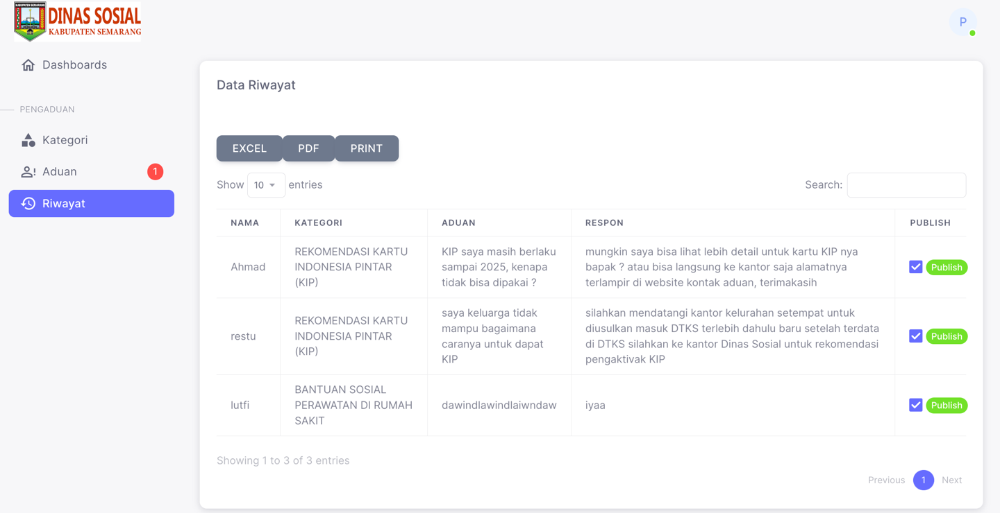 KABUPATEN SEMARANG
DINAS SOSIAL
KABUPATEN SEMARANG
P
Dashboards
PENGADUAN
Kategori
Aduan 1
Riwayat
Data Riwayat
EXCEL PDF PRINT
Show 10 entries
Search:
NAMA KATEGORI ADUAN RESPON PUBLISH
Ahmad
REKOMENDASI KARTU
INDONESIA PINTAR
(KIP)
KIP saya masih berlaku
sampai 2025, kenapa
tidak bisa dipakai ?
mungkin saya bisa lihat lebih detail untuk kartu KIP nya
bapak ? atau bisa langsung ke kantor saja alamatnya
terlampir di website kontak aduan, terimakasih
Publish
restu
REKOMENDASI KARTU
INDONESIA PINTAR
(KIP)
saya keluarga tidak
mampu bagaimana
caranya untuk dapat
KIP
silahkan mendatangi kantor kelurahan setempat untuk
diusulkan masuk DTKS terlebih dahulu baru setelah terdata
di DTKS silahkan ke kantor Dinas Sosial untuk rekomendasi
pengaktivak KIP
Publish
lutfi
BANTUAN SOSIAL
PERAWATAN DI RUMAH
SAKIT
dawindlawindlaiwndaw
iyaa
Publish
Showing 1 to 3 of 3 entries
Previous 1 Next